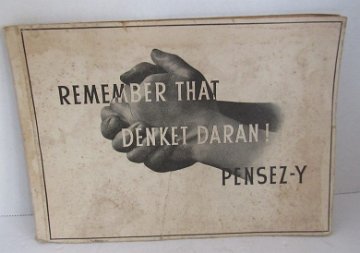 REMEMBER THAT
DENKET DARAN!
PENSEZ-Y